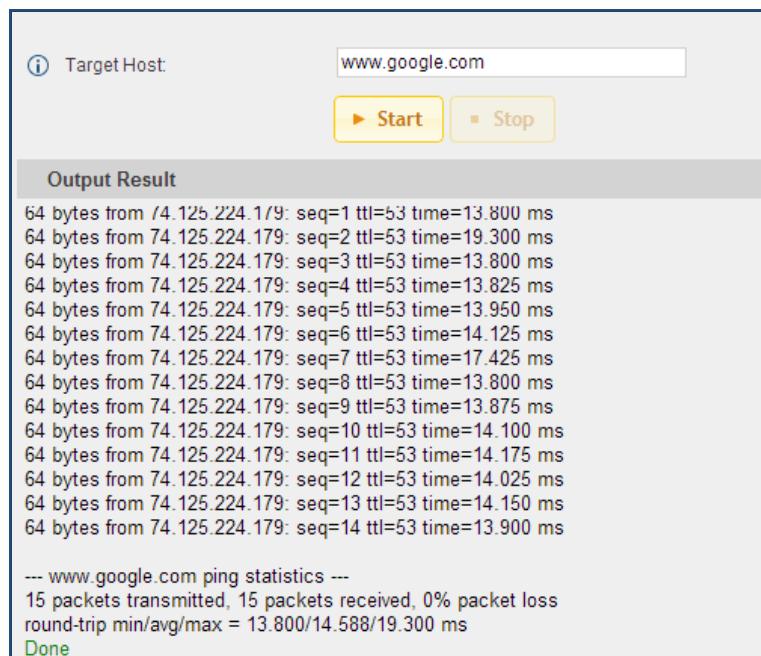 Target Host:
www.google.com
Start
Stop
Output Result
64 bytes from 74.125.224.179: seq=1 ttl=53 time=13.800 ms
64 bytes from 74.125.224.179: seq=2 ttl=53 time=19.300 ms
64 bytes from 74.125.224.179: seq=3 ttl=53 time=13.800 ms
64 bytes from 74.125.224.179: seq=4 ttl=53 time=13.825 ms
64 bytes from 74.125.224.179: seq=5 ttl=53 time=13.950 ms
64 bytes from 74.125.224.179: seq=6 ttl=53 time=14.125 ms
64 bytes from 74.125.224.179: seq=7 ttl=53 time=17.425 ms
64 bytes from 74.125.224.179: seq=8 ttl=53 time=13.800 ms
64 bytes from 74.125.224.179: seq=9 ttl=53 time=13.875 ms
64 bytes from 74.125.224.179: seq=10 ttl=53 time=14.100 ms
64 bytes from 74.125.224.179: seq=11 ttl=53 time=14.175 ms
64 bytes from 74.125.224.179: seq=12 ttl=53 time=14.025 ms
64 bytes from 74.125.224.179: seq=13 ttl=53 time=14.150 ms
64 bytes from 74.125.224.179: seq=14 ttl=53 time=13.900 ms
--- www.google.com ping statistics ---
15 packets transmitted, 15 packets received, 0% packet loss
round-trip min/avg/max = 13.800/14.588/19.300 ms
Done